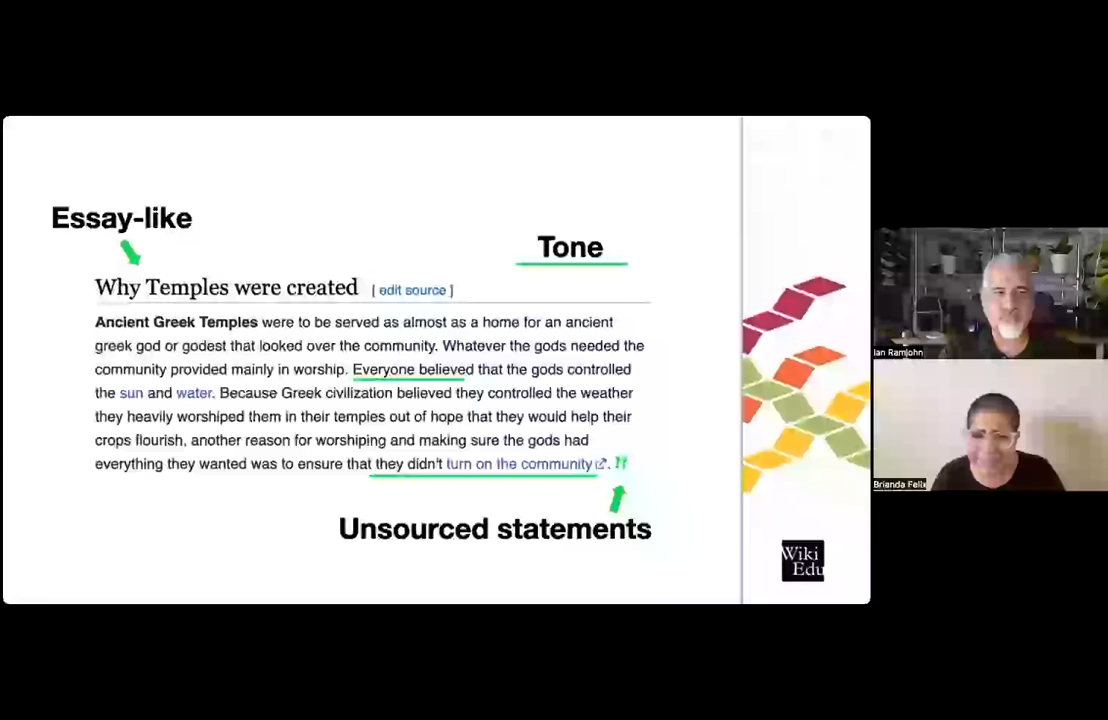 Essay-like
Tone
Why Temples were created [ edit source ]
Ancient Greek Temples were to be served as almost as a home for an ancient
greek god or godest that looked over the community. Whatever the gods needed the
community provided mainly in worship. Everyone believed that the gods controlled
the sun and water. Because Greek civilization believed they controlled the weather
they heavily worshiped them in their temples out of hope that they would help their
crops flourish, another reason for worshiping and making sure the gods had
everything they wanted was to ensure that they didn't turn on the community.
Unsourced statements
Wiki
Edu
Ian Ramjohn
Brianda Felix